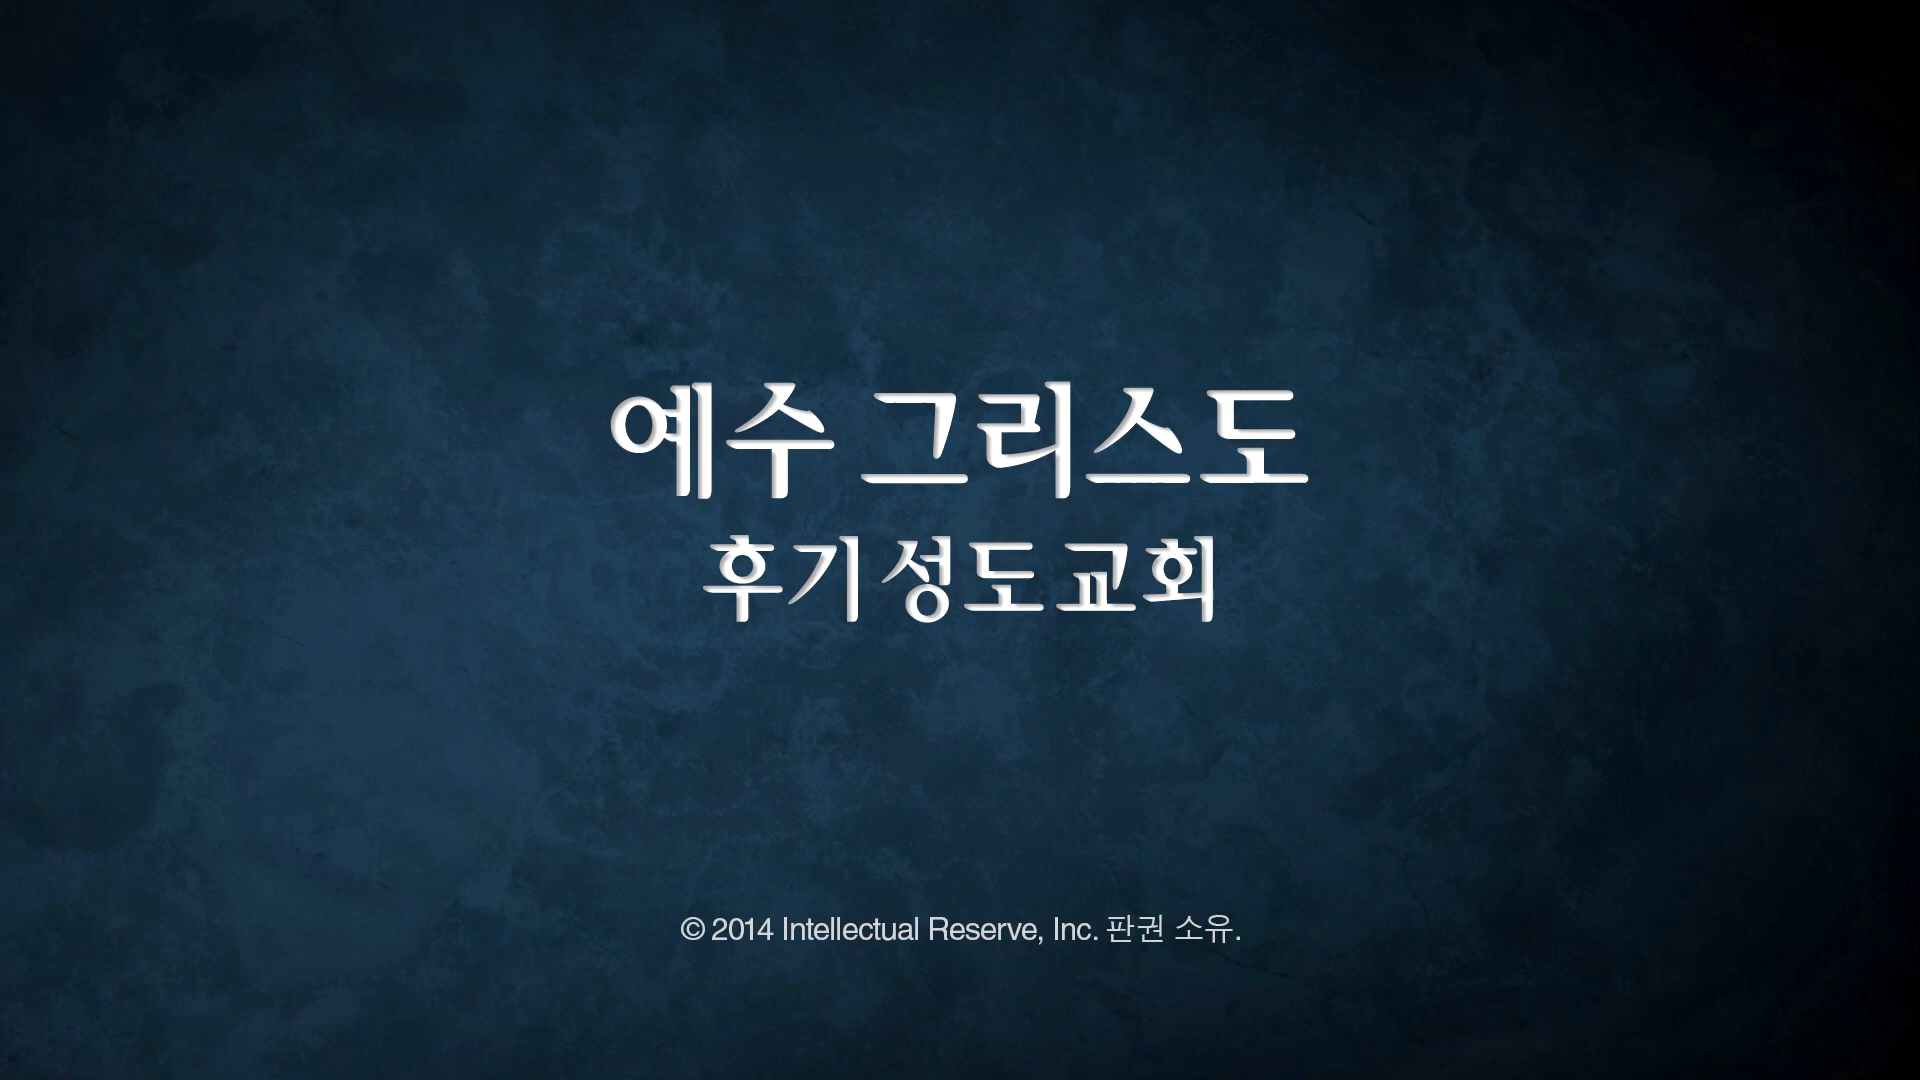 예수 그리스도
후기 성도 교회
© 2014 Intellectual Reserve, Inc. 판권 소유.